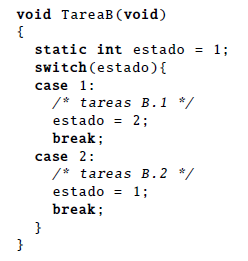 void TareaB(void)
{
  static int estado = 1;
  switch(estado){
  case 1:
    /* tareas B.1 */
    estado = 2;
    break;
  case 2:
    /* tareas B.2 */
    estado = 1;
    break;
  }
}